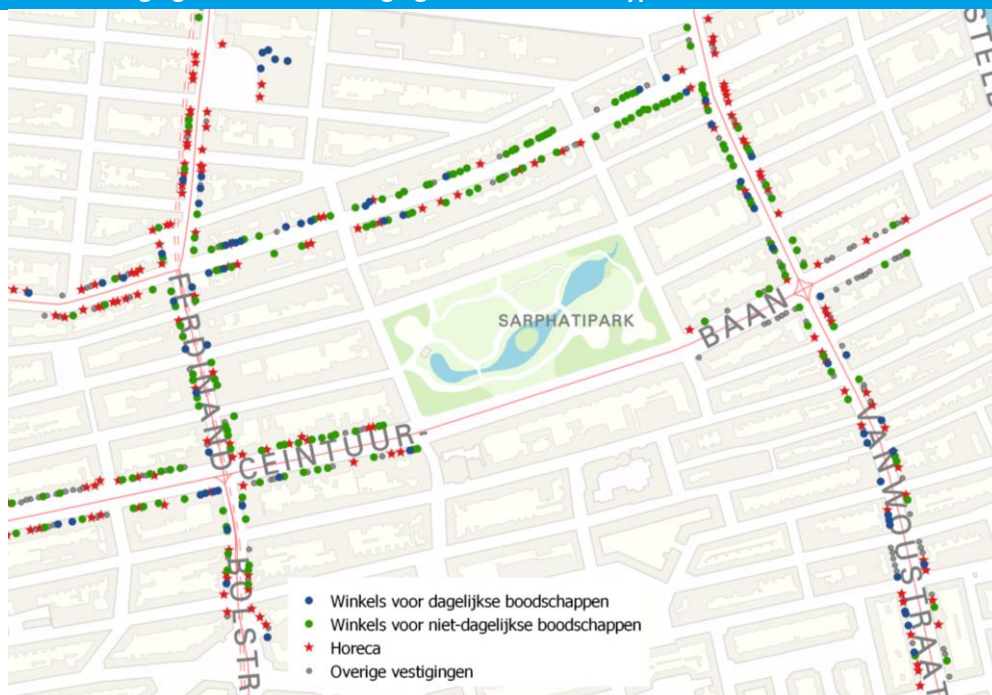 STELD
SARPHATIPARK
BAAN
FERDINAND
CEINTUUR-
VAN WOUSTRAAT
BOLSTR
Winkels voor dagelijkse boodschappen
Winkels voor niet-dagelijkse boodschappen
Horeca
Overige vestigingen